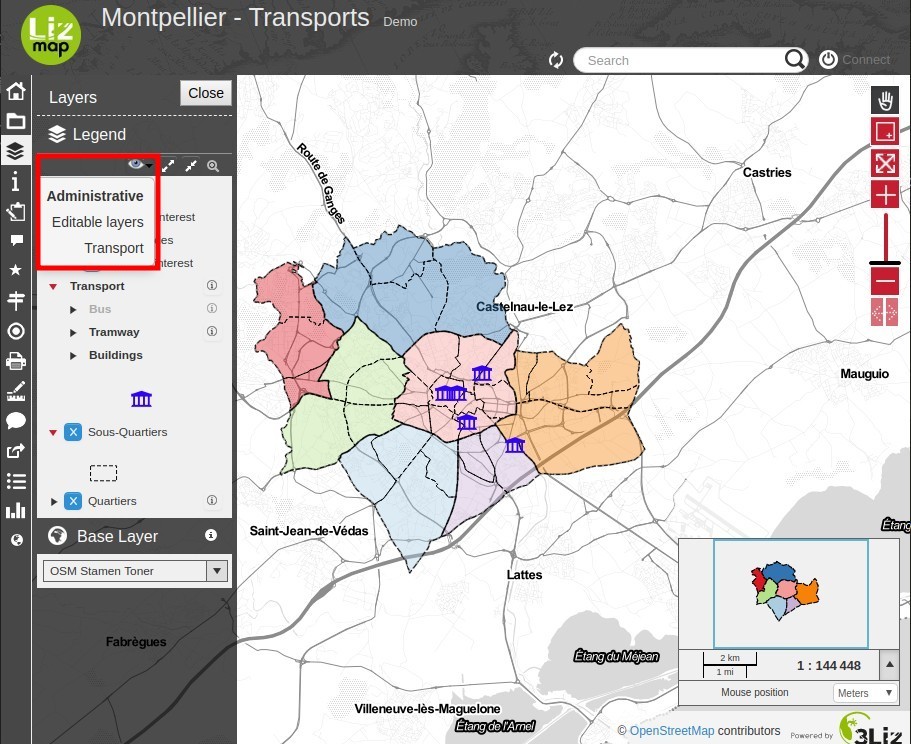 Liz
map
Montpellier - Transports Demo
Search
Connect
Layers
Close
Legend
Administrative
Editable layers
Transport
nterest
es
nterest
Transport
Bus
Tramway
Buildings
X Sous-Quartiers
X Quartiers
Base Layer
OSM Stamen Toner
Route de Ganges
Castries
Castelnau-le-Lez
Mauguio
Saint-Jean-de-Védas
Étang
Lattes
Fabrègues
Étang du Méjean
Villeneuve-lès-Maguelone
Étang de l'Arnel
2 km
1 mi
1 : 144 448
Mouse position
Meters
© OpenStreetMap contributors
Powered by 3Liz